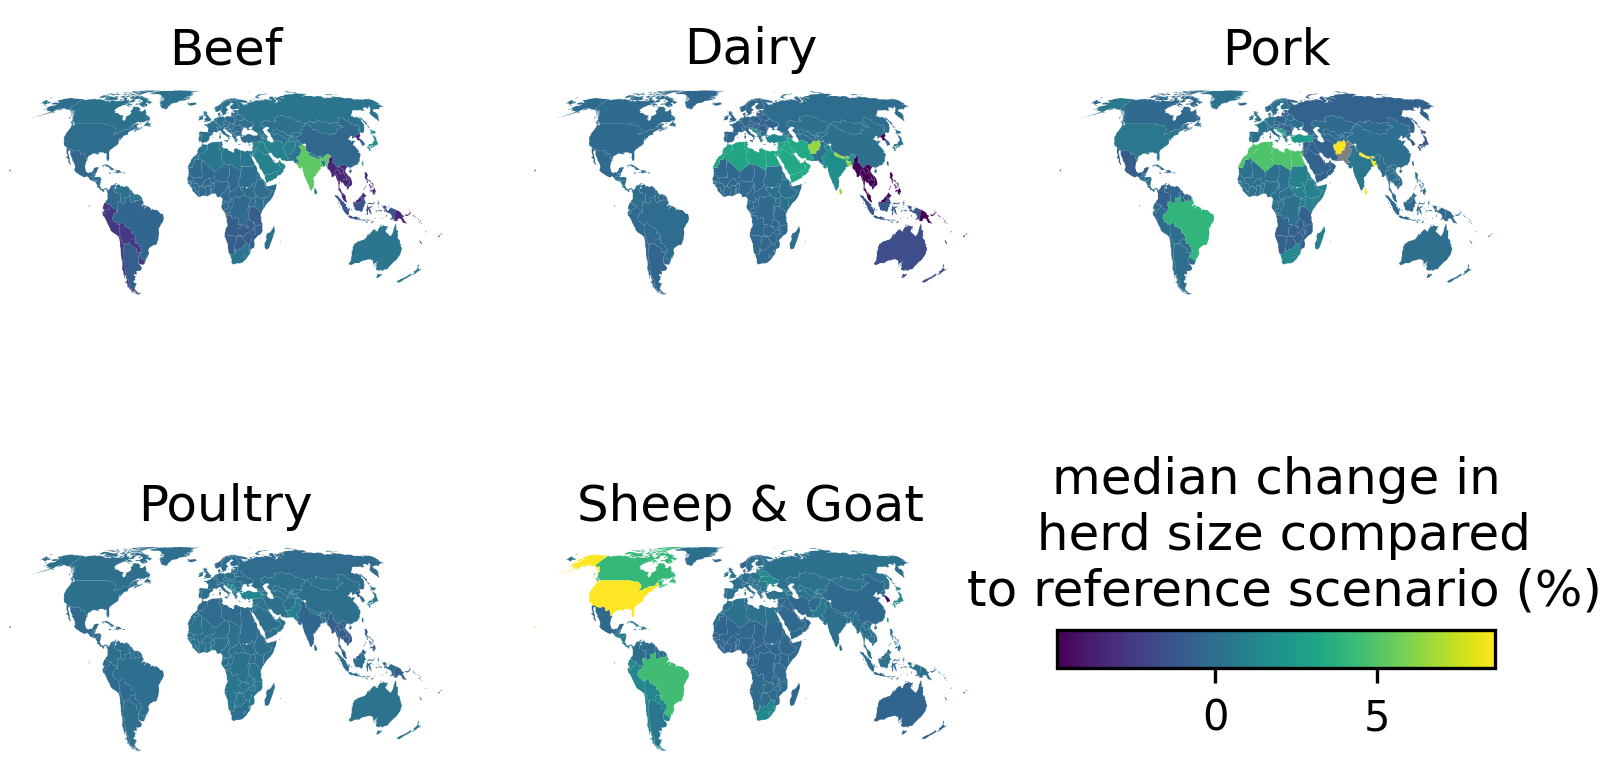 Beef
Dairy
Pork
Poultry
Sheep & Goat
median change in
herd size compared
to reference scenario (%)
0
5